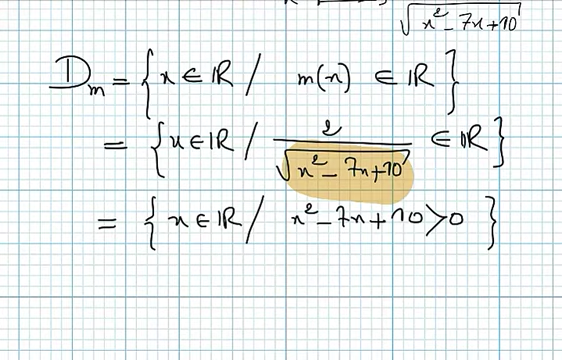 √(x² - 7x + 10)
D_m = { x ∈ ℝ / m(x) ∈ ℝ }
= { x ∈ ℝ / 2/√(x² - 7x + 10) ∈ ℝ }
= { x ∈ ℝ / x² - 7x + 10 > 0 }